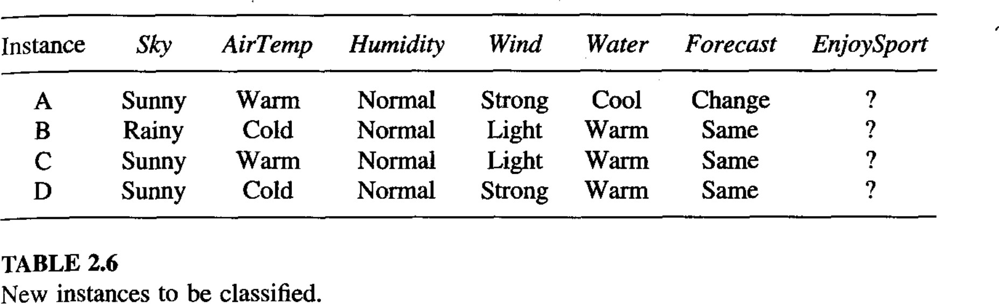 Instance Sky AirTemp Humidity Wind Water Forecast EnjoySport
A Sunny Warm Normal Strong Cool Change ?
B Rainy Cold Normal Light Warm Same ?
C Sunny Warm Normal Light Warm Same ?
D Sunny Cold Normal Strong Warm Same ?
TABLE 2.6
New instances to be classified.